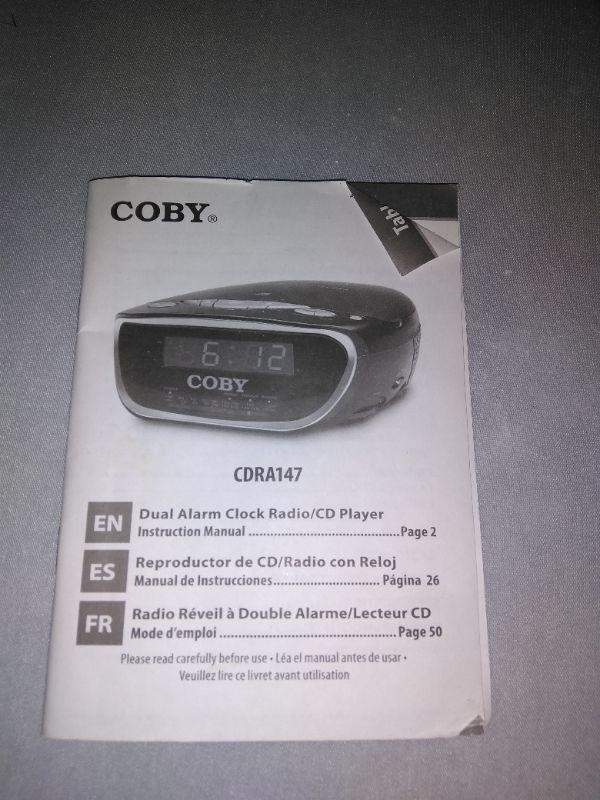 COBY®
Tab!
6:12
COBY
CDRA147
EN
Dual Alarm Clock Radio/CD Player
Instruction Manual ........................................ Page 2
ES
Reproductor de CD/Radio con Reloj
Manual de Instrucciones ............................ Página 26
FR
Radio Réveil à Double Alarme/Lecteur CD
Mode d'emploi ............................................... Page 50
Please read carefully before use • Léa el manual antes de usar •
Veuillez lire ce livret avant utilisation